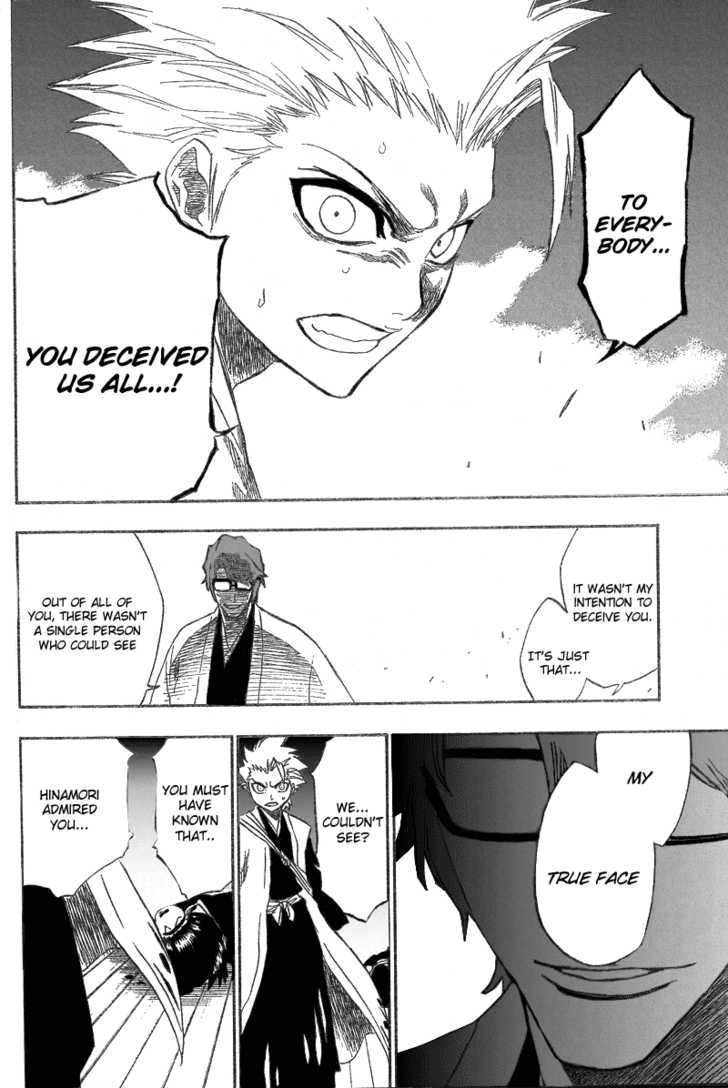 TO
EVERY-
BODY...
YOU DECEIVED
US ALL...!
IT WASN'T MY
INTENTION TO
DECEIVE YOU.
IT'S JUST
THAT...
OUT OF ALL OF
YOU, THERE WASN'T
A SINGLE PERSON
WHO COULD SEE
MY
TRUE FACE
WE...
COULDN'T
SEE?
YOU MUST
HAVE
KNOWN
THAT..
HINAMORI
ADMIRED
YOU...